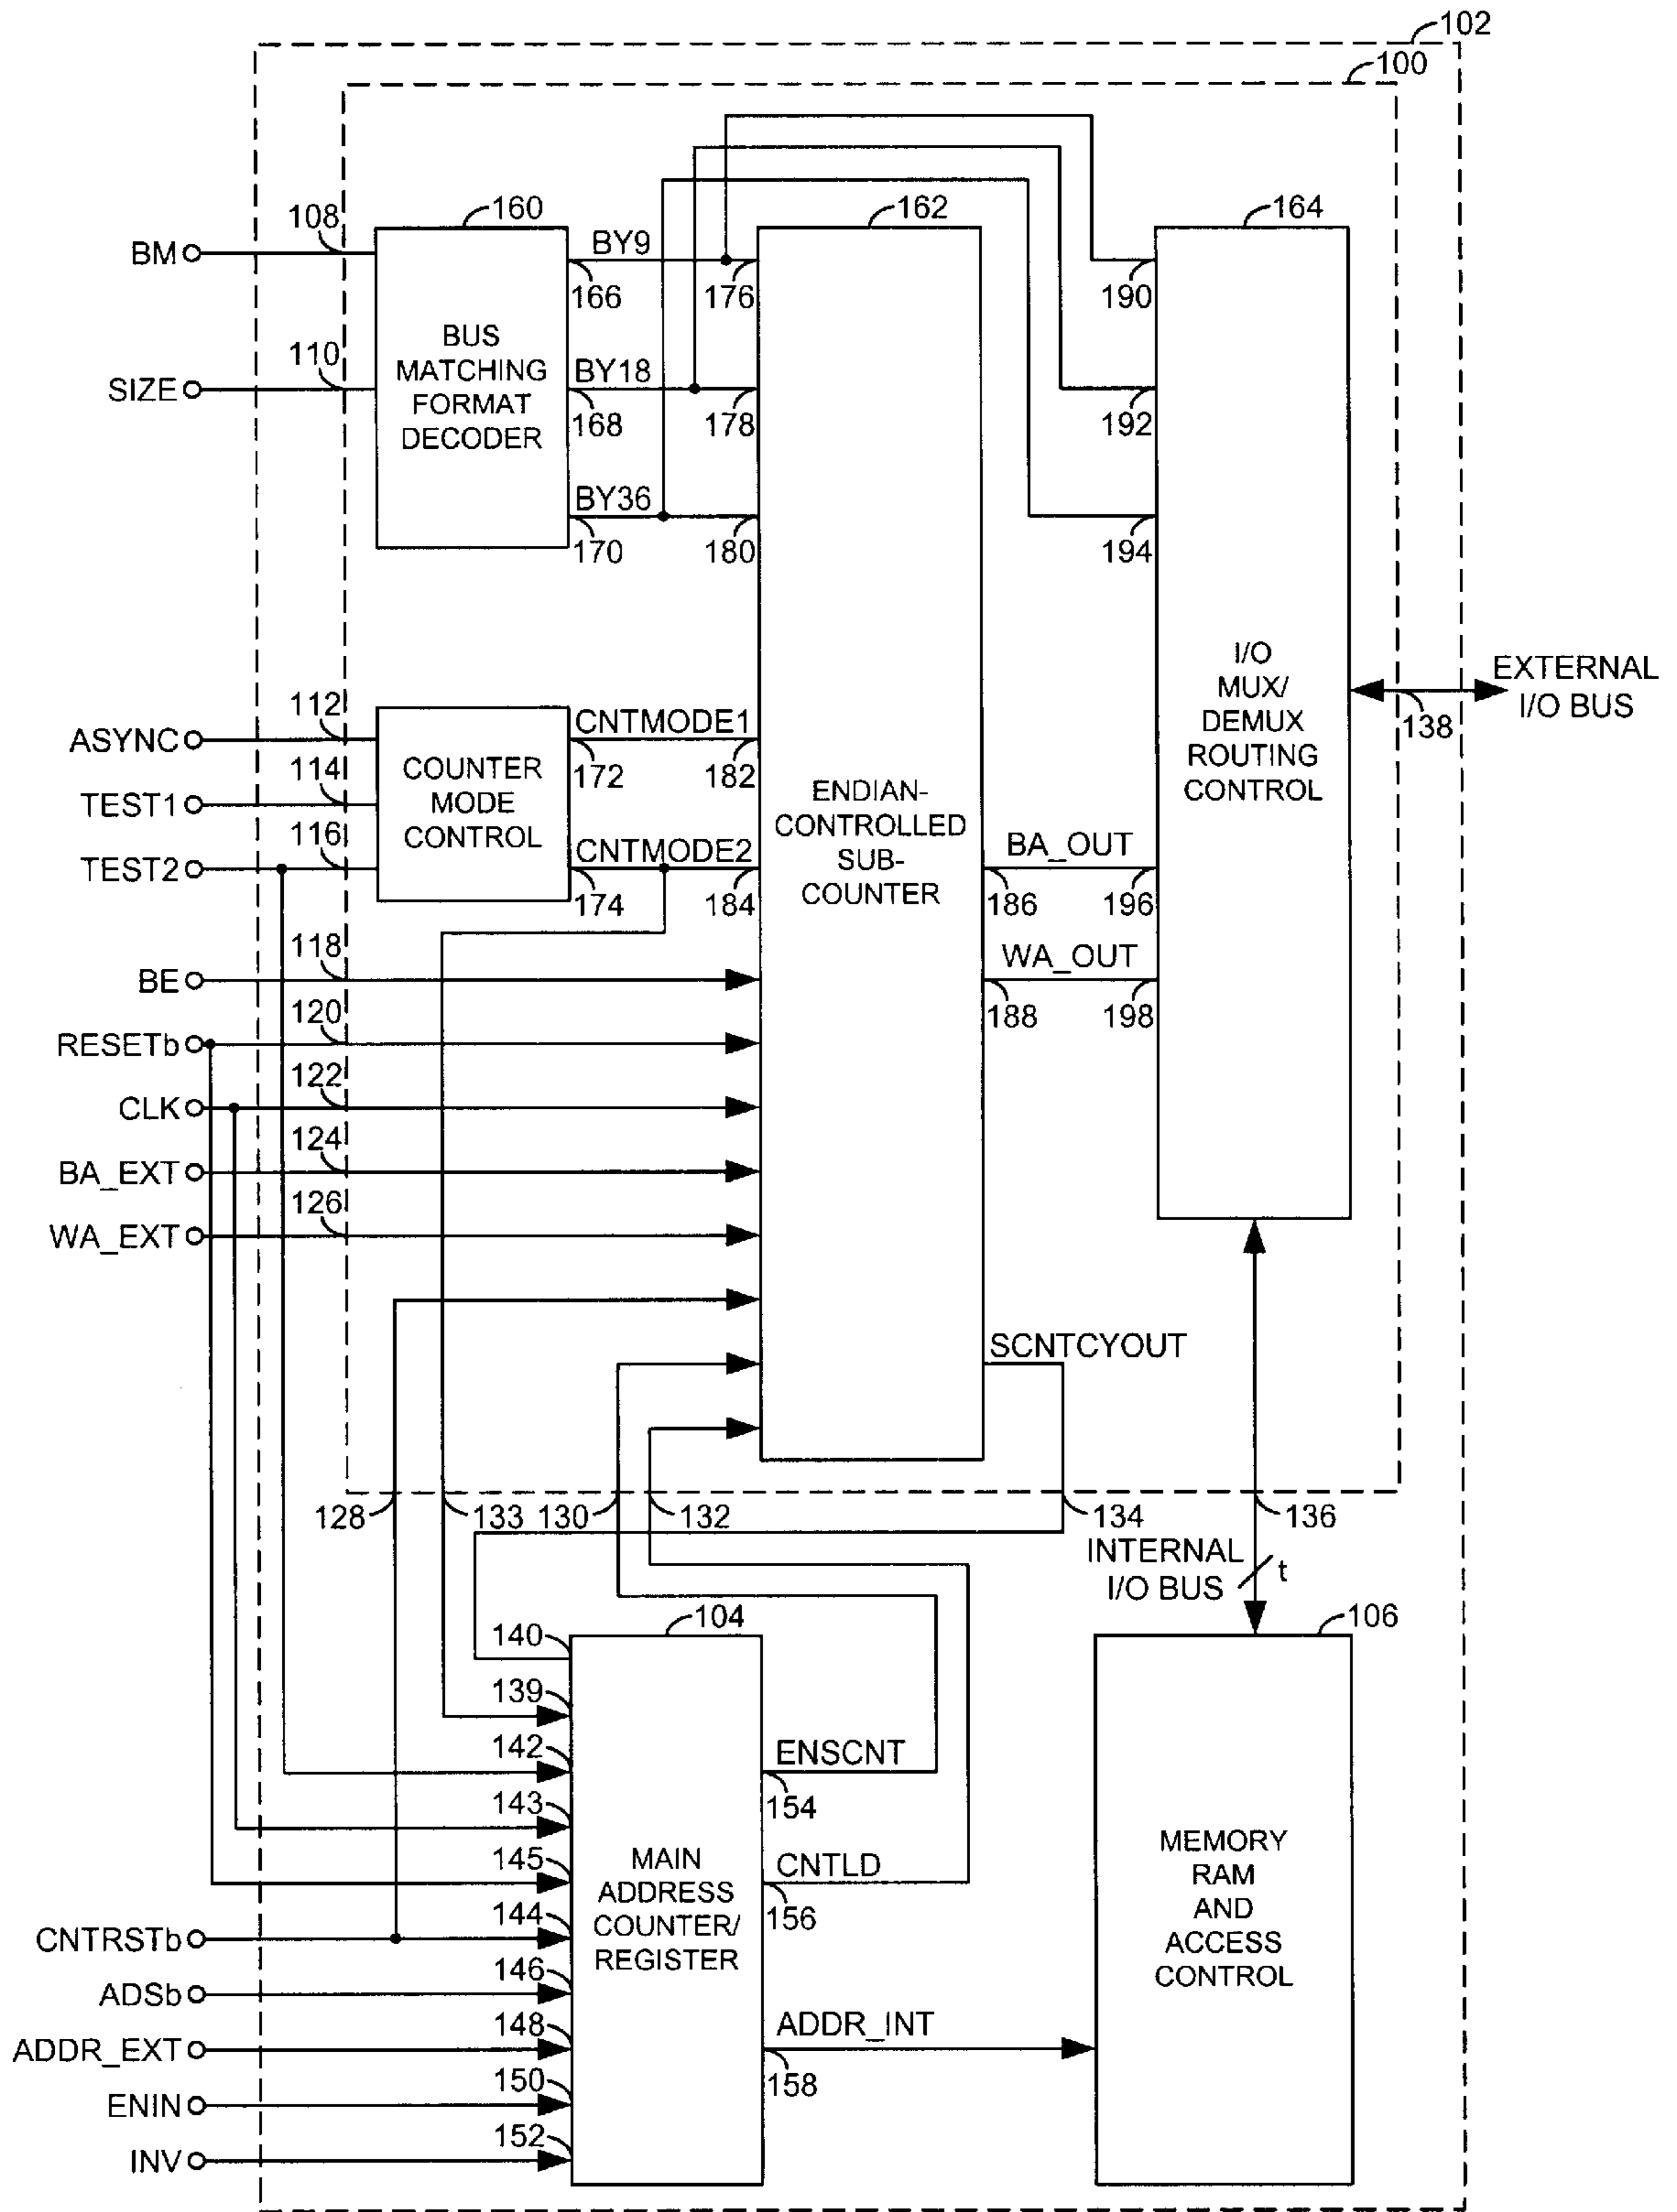 102
100
108
BM
160
BY9
166
176
162
164
190
BUS
MATCHING
FORMAT
DECODER
110
SIZE
BY18
168
178
192
BY36
170
180
194
I/O
MUX/
DEMUX
ROUTING
CONTROL
EXTERNAL
I/O BUS
138
112
ASYNC
114
TEST1
116
TEST2
COUNTER
MODE
CONTROL
CNTMODE1
172
182
CNTMODE2
174
184
ENDIAN-
CONTROLLED
SUB-
COUNTER
BA_OUT
186
196
WA_OUT
188
198
118
BE
120
RESETb
122
CLK
124
BA_EXT
126
WA_EXT
SCNTCYOUT
128
133
130
132
134
136
INTERNAL
I/O BUS
t
104
106
140
139
142
143
145
144
CNTRSTb
146
ADSb
148
ADDR_EXT
150
ENIN
152
INV
MAIN
ADDRESS
COUNTER/
REGISTER
ENSCNT
154
CNTLD
156
ADDR_INT
158
MEMORY
RAM
AND
ACCESS
CONTROL